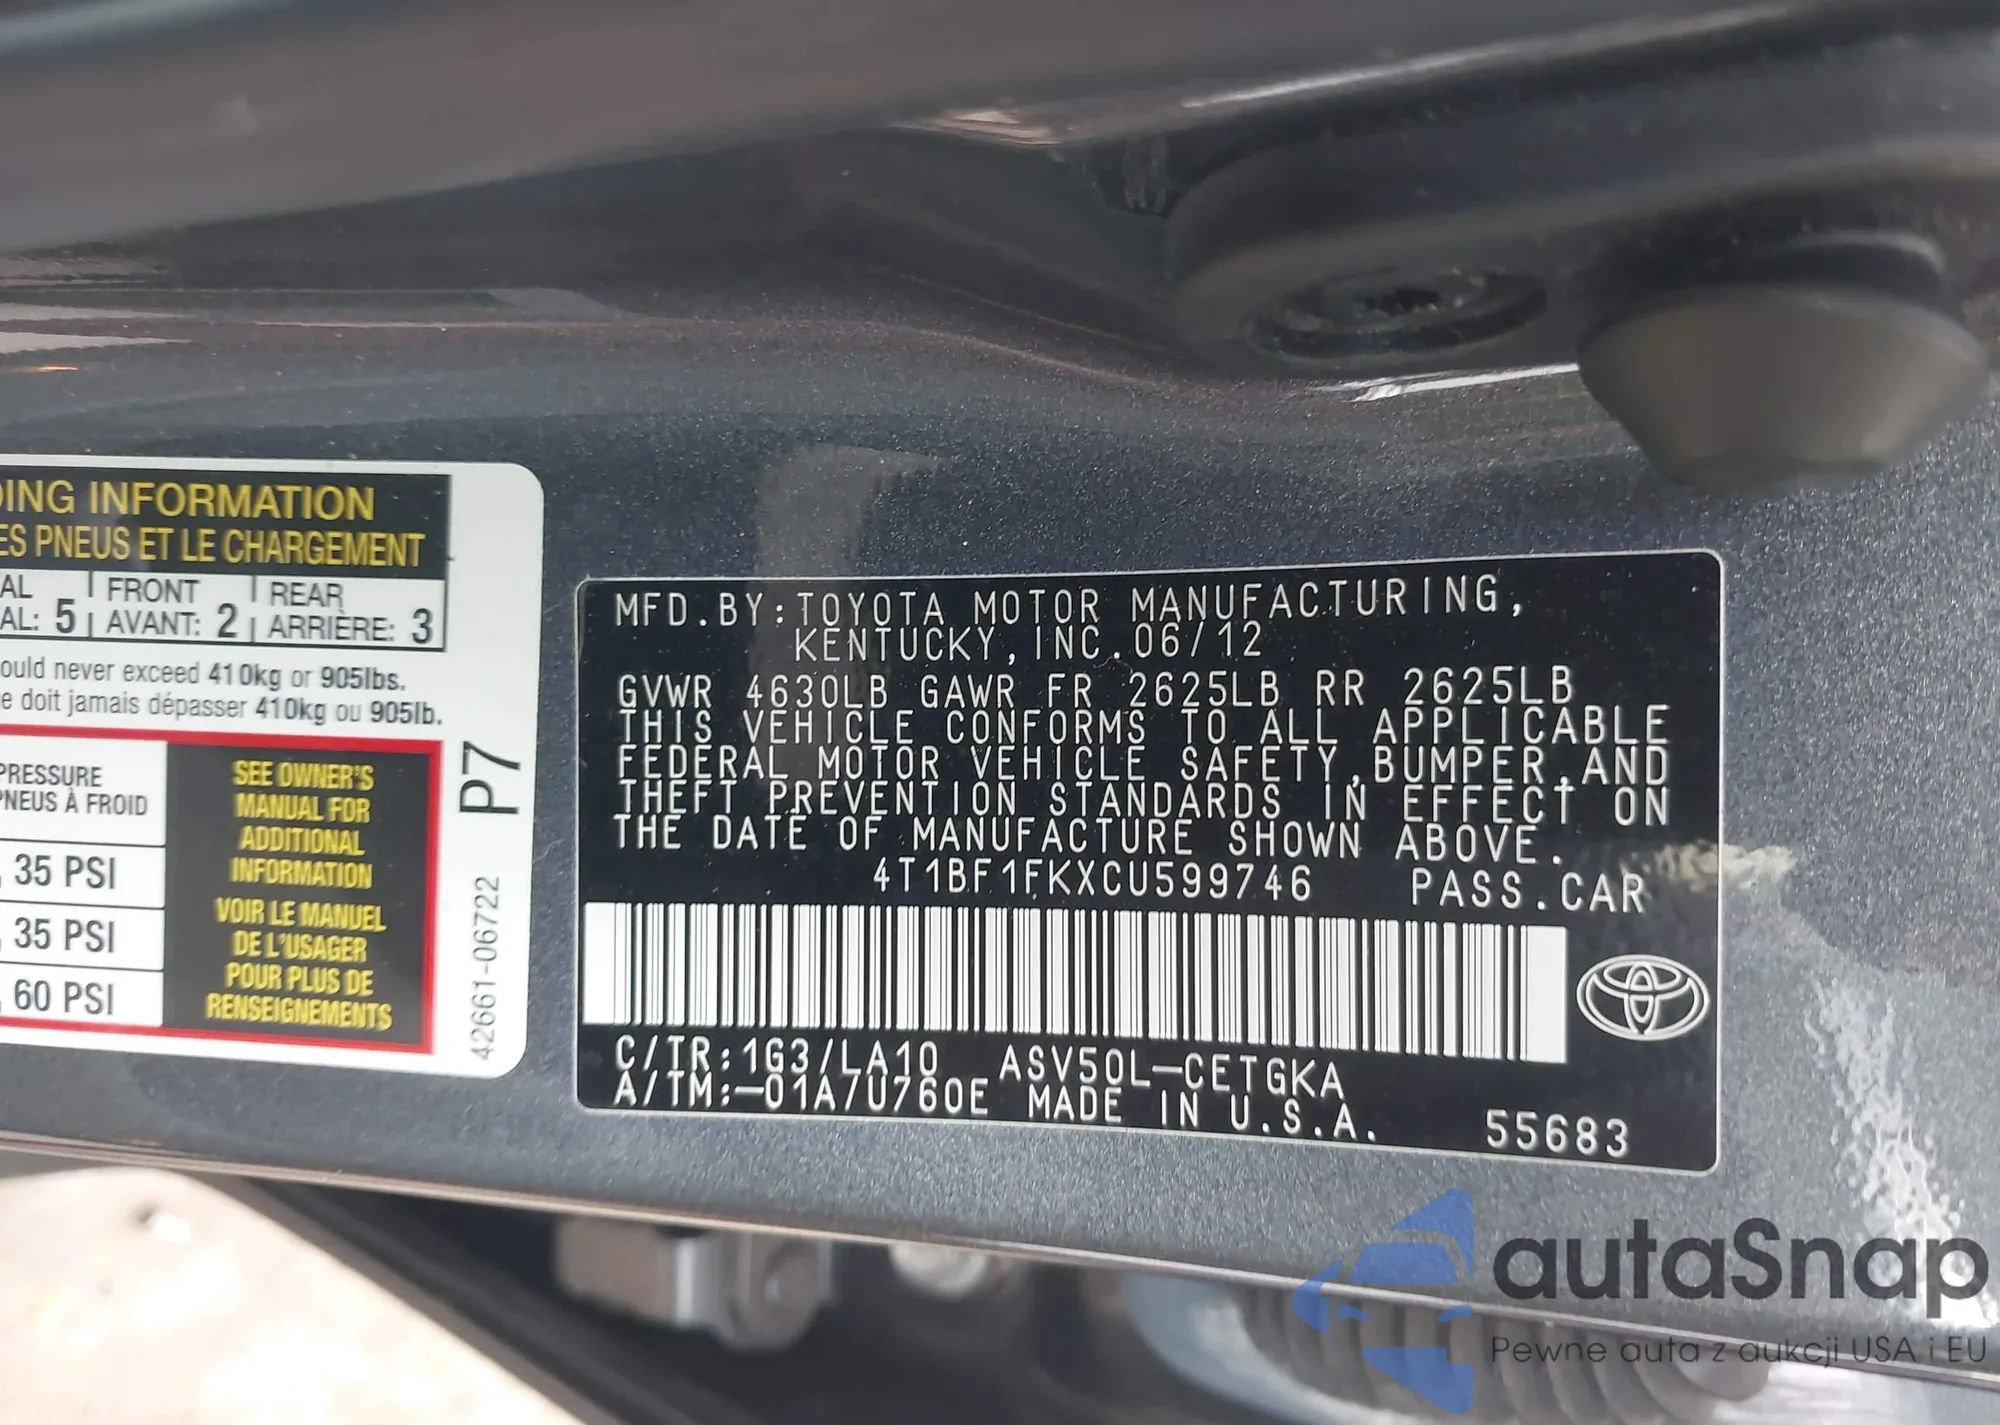 DING INFORMATION
ES PNEUS ET LE CHARGEMENT
AL FRONT REAR
AL: 5 AVANT: 2 ARRIÈRE: 3
ould never exceed 410kg or 905lbs.
e doit jamais dépasser 410kg ou 905lb.
PRESSURE
PNEUS À FROID
, 35 PSI
, 35 PSI
, 60 PSI
SEE OWNER'S
MANUAL FOR
ADDITIONAL
INFORMATION
VOIR LE MANUEL
DE L'USAGER
POUR PLUS DE
RENSEIGNEMENTS
P7
42661-06722
MFD.BY:TOYOTA MOTOR MANUFACTURING,
KENTUCKY,INC.06/12
GVWR 4630LB GAWR FR 2625LB RR 2625LB
THIS VEHICLE CONFORMS TO ALL APPLICABLE
FEDERAL MOTOR VEHICLE SAFETY,BUMPER,AND
THEFT PREVENTION STANDARDS IN EFFECT ON
THE DATE OF MANUFACTURE SHOWN ABOVE.
4T1BF1FKXCU599746 PASS.CAR
C/TR:1G3/LA10 ASV50L-CETGKA
A/TM:-01A/U760E MADE IN U.S.A.
55683
autaSnap
Pewne auta z aukcji USA i EU